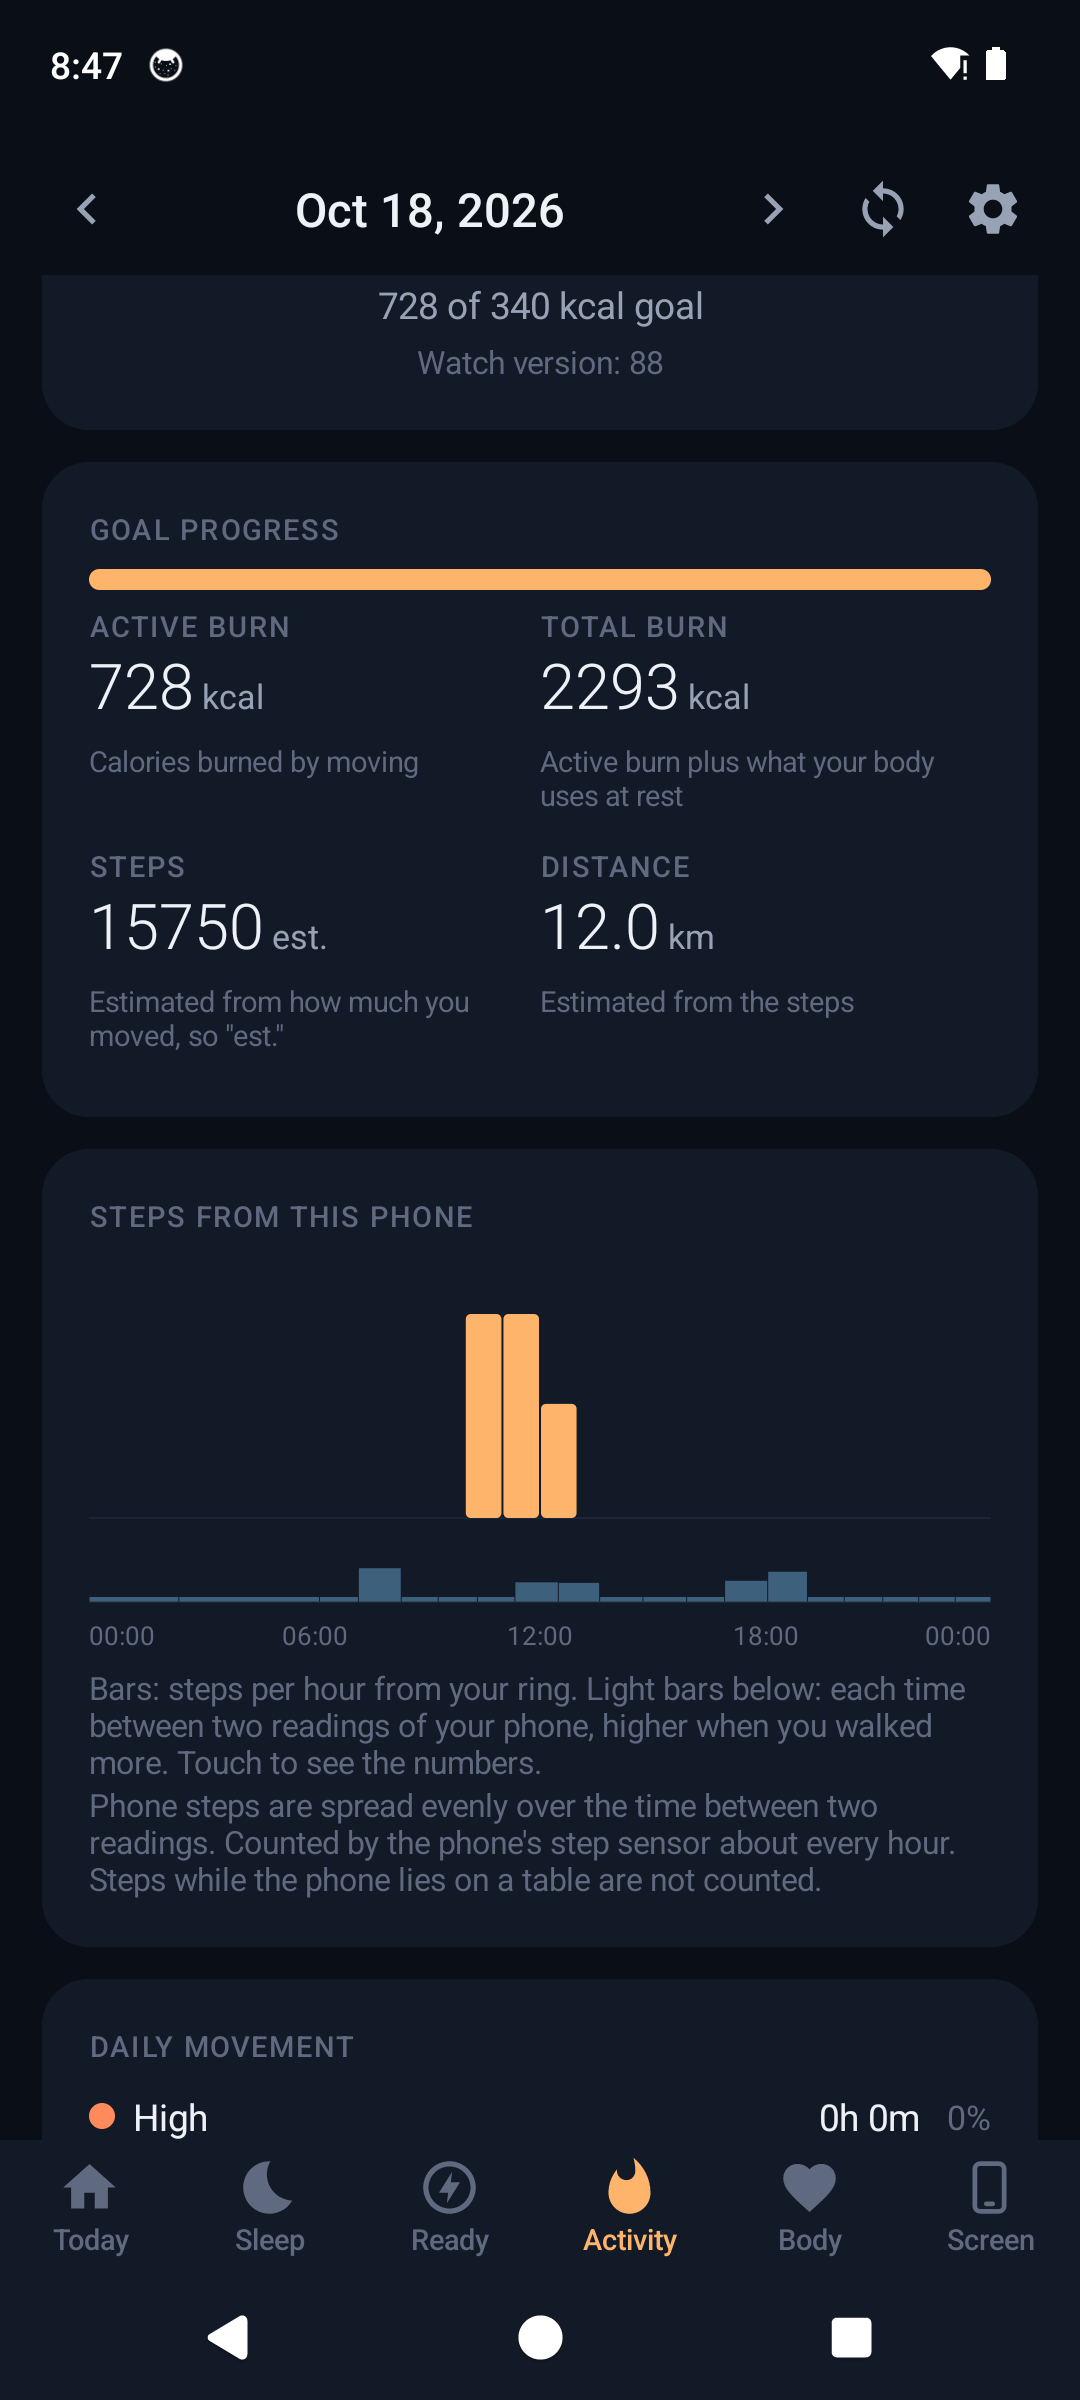 8:47
Oct 18, 2026
728 of 340 kcal goal
Watch version: 88
GOAL PROGRESS
ACTIVE BURN
728 kcal
Calories burned by moving
TOTAL BURN
2293 kcal
Active burn plus what your body
uses at rest
STEPS
15750 est.
Estimated from how much you
moved, so "est."
DISTANCE
12.0 km
Estimated from the steps
STEPS FROM THIS PHONE
00:00 06:00 12:00 18:00 00:00
Bars: steps per hour from your ring. Light bars below: each time
between two readings of your phone, higher when you walked
more. Touch to see the numbers.
Phone steps are spread evenly over the time between two
readings. Counted by the phone's step sensor about every hour.
Steps while the phone lies on a table are not counted.
DAILY MOVEMENT
High 0h 0m 0%
Today Sleep Ready Activity Body Screen